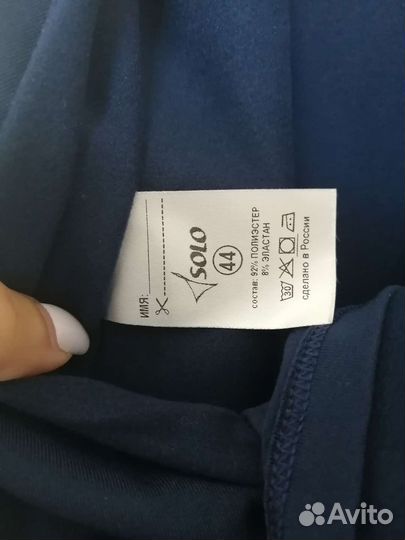 ИМЯ:
SOLO
44
состав: 92% ПОЛИЭСТЕР
8% ЭЛАСТАН
30
сделано в России
Avito